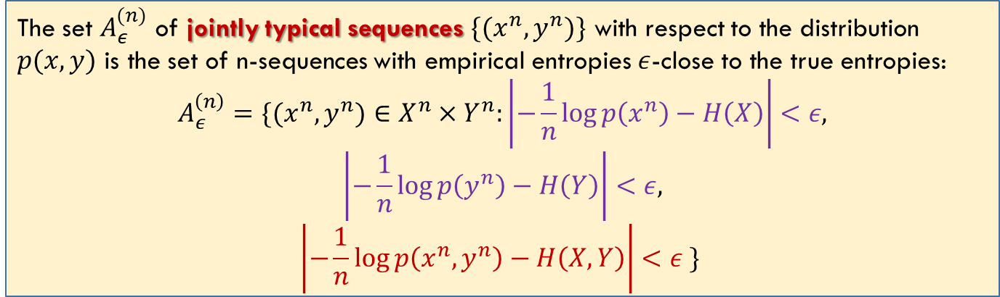 The set $A_\epsilon^{(n)}$ of jointly typical sequences $\{(x^n, y^n)\}$ with respect to the distribution
$p(x, y)$ is the set of n-sequences with empirical entropies $\epsilon$-close to the true entropies:
$A_\epsilon^{(n)} = \{(x^n, y^n) \in X^n \times Y^n: \left|-\frac{1}{n}\log p(x^n) - H(X)\right| < \epsilon,$
$\left|-\frac{1}{n}\log p(y^n) - H(Y)\right| < \epsilon,$
$\left|-\frac{1}{n}\log p(x^n, y^n) - H(X, Y)\right| < \epsilon \}$